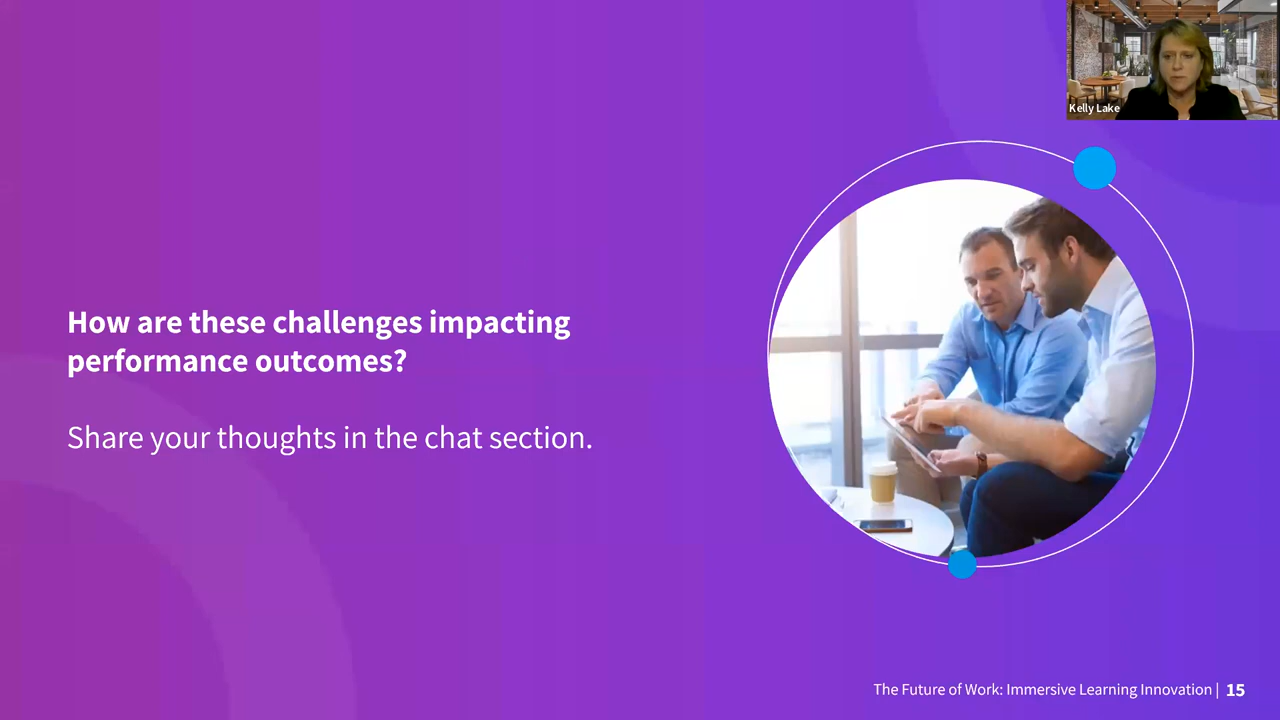 Kelly Lake
How are these challenges impacting
performance outcomes?
Share your thoughts in the chat section.
The Future of Work: Immersive Learning Innovation | 15